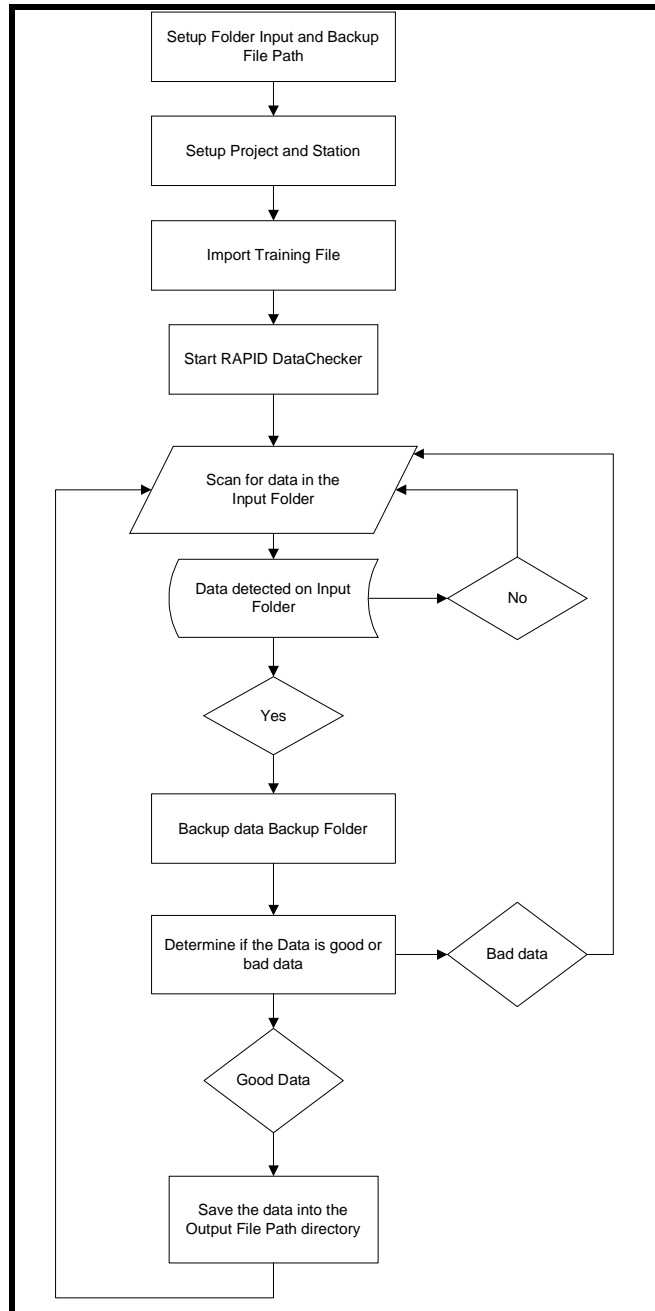 Setup Folder Input and Backup
File Path
Setup Project and Station
Import Training File
Start RAPID DataChecker
Scan for data in the
Input Folder
Data detected on Input
Folder
No
Yes
Backup data Backup Folder
Determine if the Data is good or
bad data
Bad data
Good Data
Save the data into the
Output File Path directory